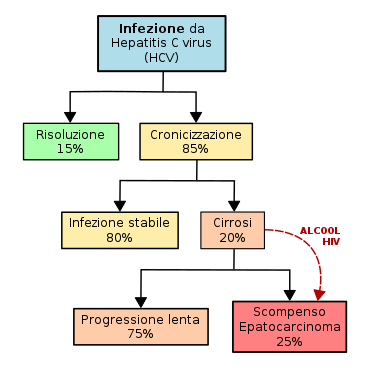 Infezione da
Hepatitis C virus
(HCV)
Risoluzione
15%
Cronicizzazione
85%
Infezione stabile
80%
Cirrosi
20%
ALCOOL
HIV
Progressione lenta
75%
Scompenso
Epatocarcinoma
25%